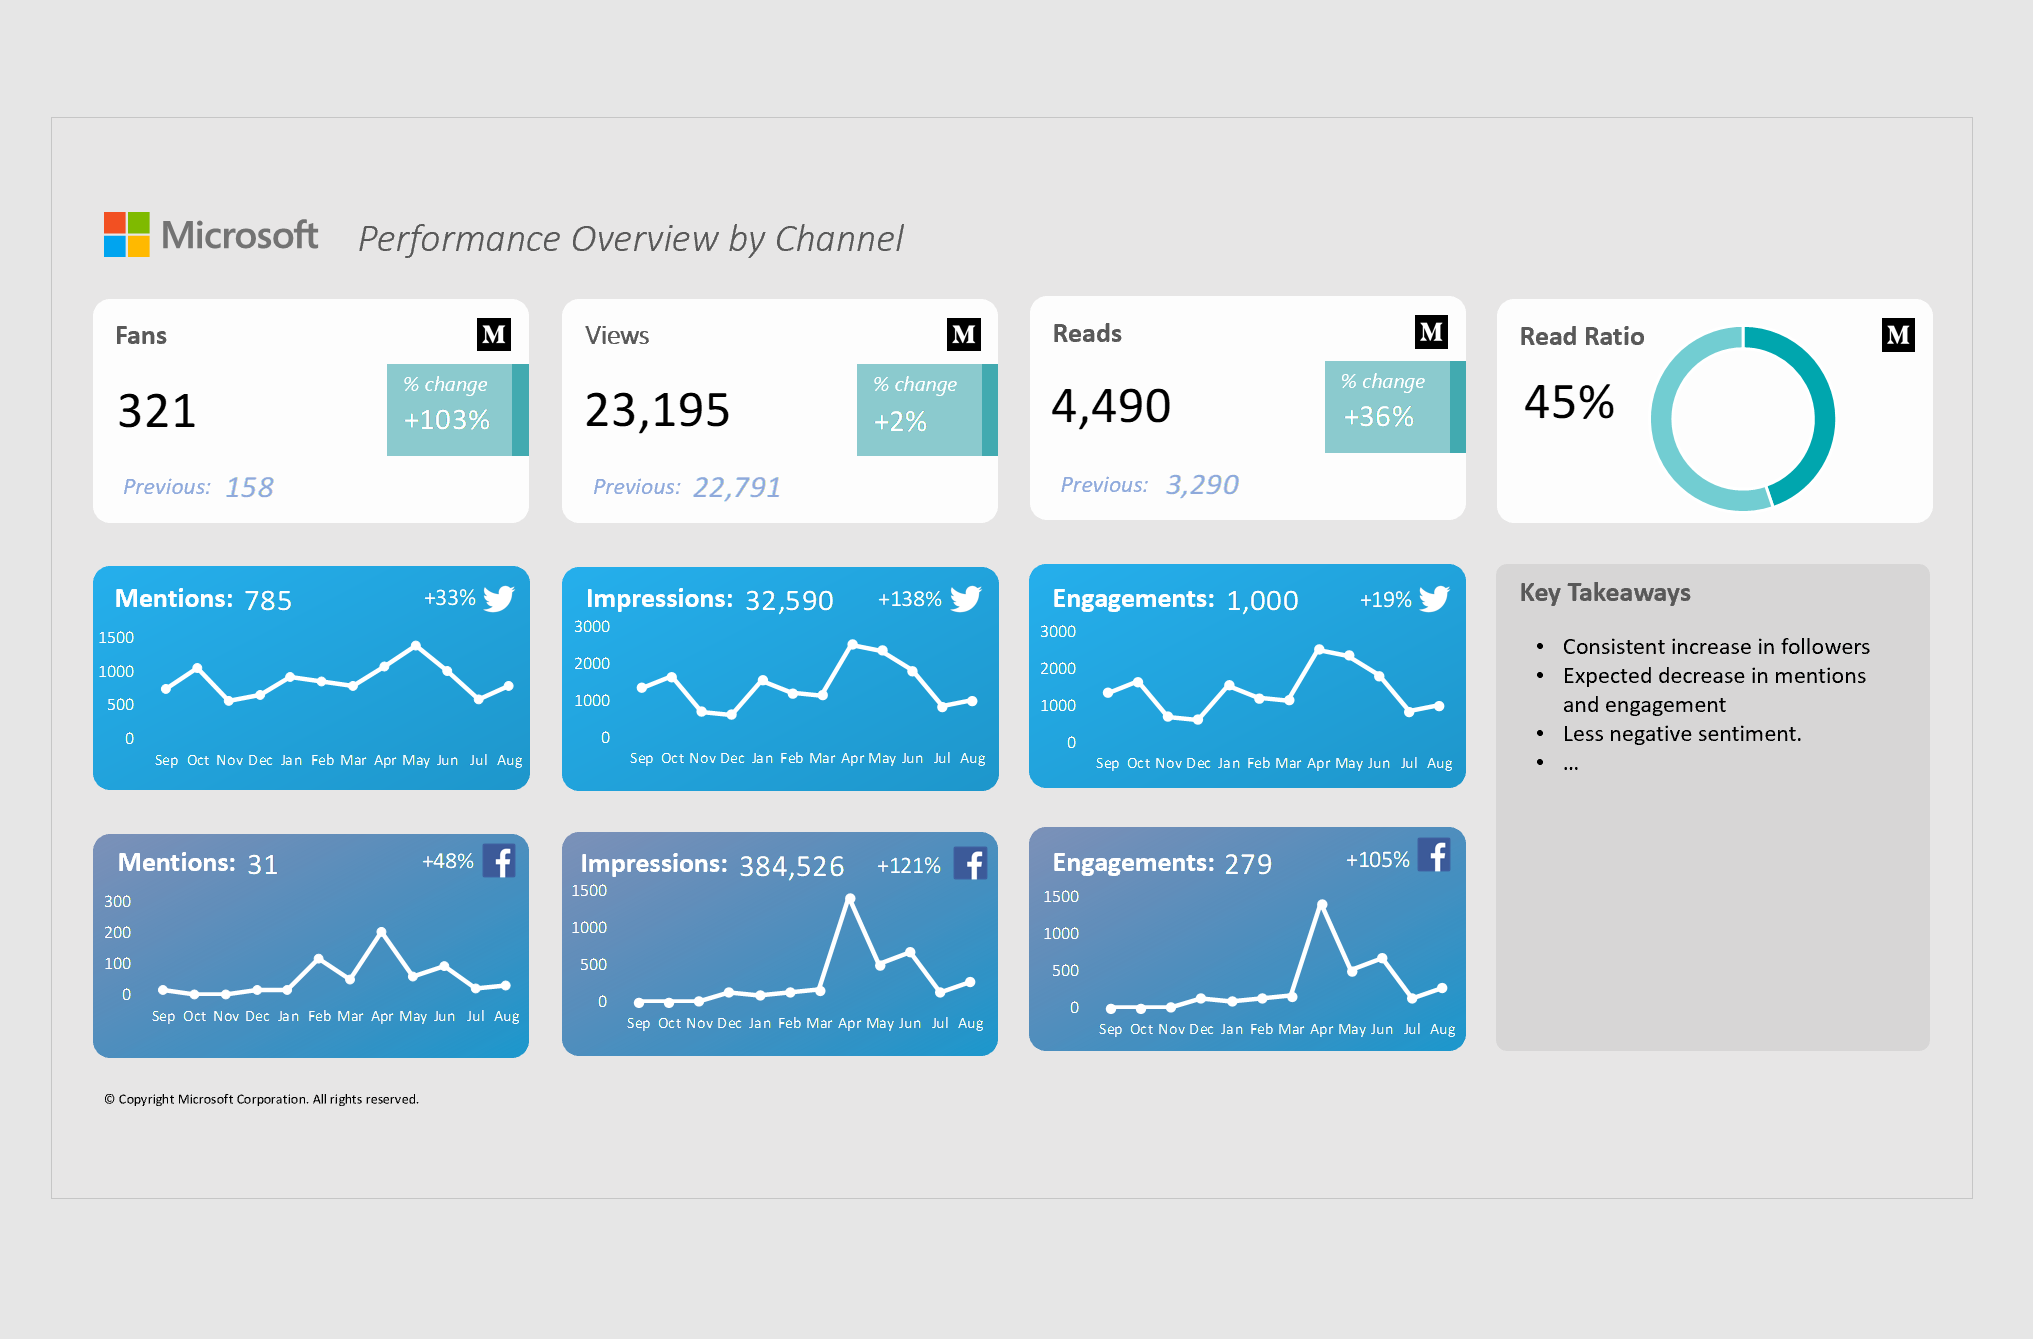 Microsoft Performance Overview by Channel
Fans
M
321
% change
+103%
Previous: 158
Views
M
23,195
% change
+2%
Previous: 22,791
Reads
M
4,490
% change
+36%
Previous: 3,290
Read Ratio
M
45%
Mentions: 785 +33%
1500
1000
500
0
Sep Oct Nov Dec Jan Feb Mar Apr May Jun Jul Aug
Impressions: 32,590 +138%
3000
2000
1000
0
Sep Oct Nov Dec Jan Feb Mar Apr May Jun Jul Aug
Engagements: 1,000 +19%
3000
2000
1000
0
Sep Oct Nov Dec Jan Feb Mar Apr May Jun Jul Aug
Key Takeaways
• Consistent increase in followers
• Expected decrease in mentions
and engagement
• Less negative sentiment.
• ...
Mentions: 31 +48% f
300
200
100
0
Sep Oct Nov Dec Jan Feb Mar Apr May Jun Jul Aug
Impressions: 384,526 +121% f
1500
1000
500
0
Sep Oct Nov Dec Jan Feb Mar Apr May Jun Jul Aug
Engagements: 279 +105% f
1500
1000
500
0
Sep Oct Nov Dec Jan Feb Mar Apr May Jun Jul Aug
© Copyright Microsoft Corporation. All rights reserved.